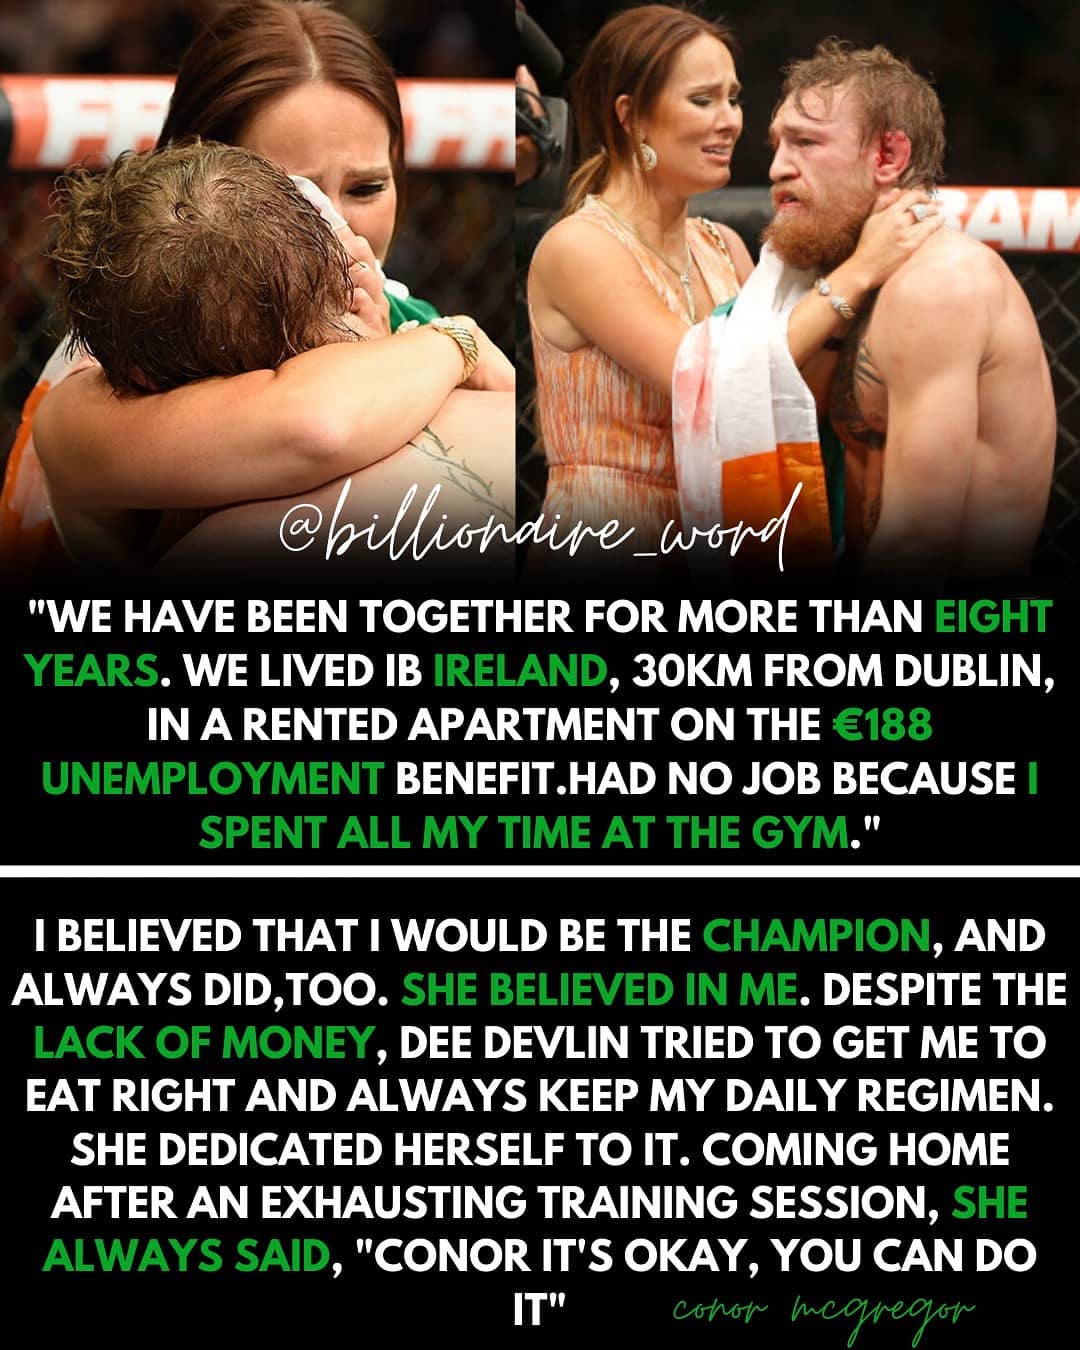 FR
FR
BAM
@billionaire_word
"WE HAVE BEEN TOGETHER FOR MORE THAN EIGHT
YEARS. WE LIVED IB IRELAND, 30KM FROM DUBLIN,
IN A RENTED APARTMENT ON THE €188
UNEMPLOYMENT BENEFIT.HAD NO JOB BECAUSE I
SPENT ALL MY TIME AT THE GYM."
I BELIEVED THAT I WOULD BE THE CHAMPION, AND
ALWAYS DID,TOO. SHE BELIEVED IN ME. DESPITE THE
LACK OF MONEY, DEE DEVLIN TRIED TO GET ME TO
EAT RIGHT AND ALWAYS KEEP MY DAILY REGIMEN.
SHE DEDICATED HERSELF TO IT. COMING HOME
AFTER AN EXHAUSTING TRAINING SESSION, SHE
ALWAYS SAID, "CONOR IT'S OKAY, YOU CAN DO
IT"
conor mcgregor